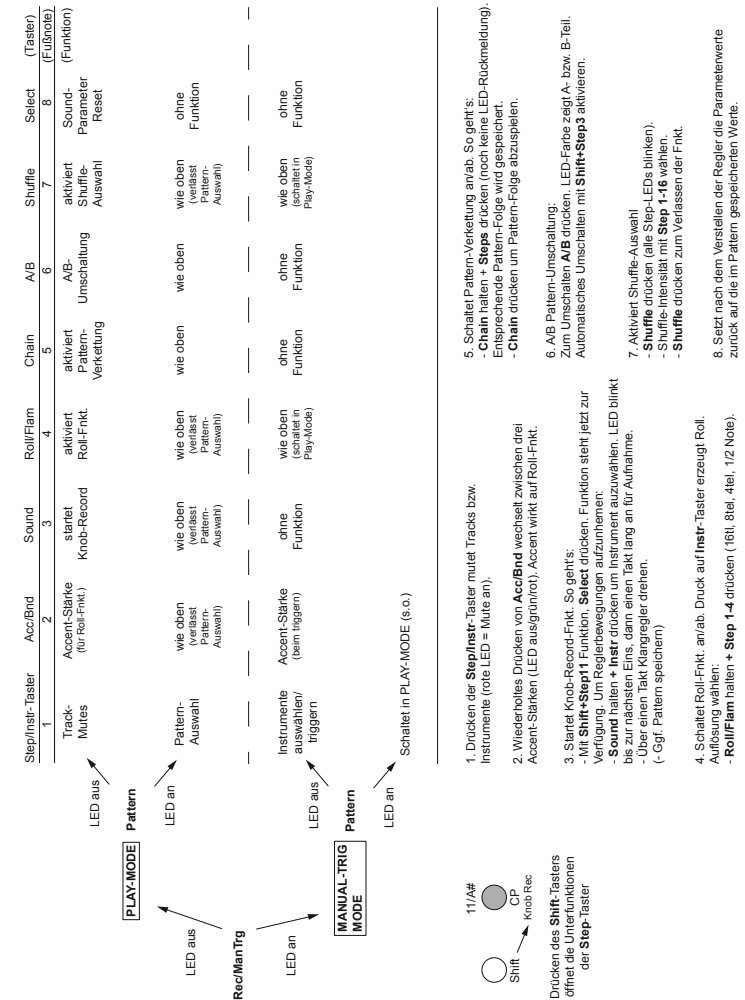 Step/Instr-Taster Acc/Bnd Sound Roll/Flam Chain A/B Shuffle Select (Taster)
1 2 3 4 5 6 7 8 (Fußnote)
Track-Mutes
Accent-Stärke
(für Roll-Fnkt.)
startet
Knob-Record
aktiviert
Roll-Fnkt.
aktiviert
Pattern-
Verkettung
A/B-
Umschaltung
aktiviert
Shuffle-
Auswahl
Sound-
Parameter
Reset
(Funktion)
LED aus
PLAY-MODE Pattern
LED an
Pattern-
Auswahl
wie oben
(verlässt
Pattern-
Auswahl)
wie oben
(verlässt
Pattern-
Auswahl)
wie oben
(verlässt
Pattern-
Auswahl)
wie oben
wie oben
wie oben
(verlässt
Pattern-
Auswahl)
ohne
Funktion
LED aus
Rec/ManTrg
LED an
LED aus
MANUAL-TRIG
MODE
Pattern
LED an
Instrumente
auswählen/
triggern
Accent-Stärke
(beim triggern)
ohne
Funktion
wie oben
(schaltet in
Play-Mode)
ohne
Funktion
ohne
Funktion
wie oben
(schaltet in
Play-Mode)
ohne
Funktion
Schaltet in PLAY-MODE (s.o.)
11/A#
Shift
CP
Knob Rec
Drücken des Shift-Tasters
öffnet die Unterfunktionen
der Step-Taster
1. Drücken der Step/Instr-Taster mutet Tracks bzw.
Instrumente (rote LED = Mute an).
2. Wiederholtes Drücken von Acc/Bnd wechselt zwischen drei
Accent-Stärken (LED aus/grün/rot). Accent wirkt auf Roll-Fnkt.
3. Startet Knob-Record-Fnkt. So geht's:
- Mit Shift+Step11 Funktion, Select drücken. Funktion steht jetzt zur
Verfügung. Um Reglerbewegungen aufzunhemen:
- Sound halten + Instr drücken um Instrument auzuwählen. LED blinkt
bis zur nächsten Eins, dann einen Takt lang an für Aufnahme.
- Über einen Takt Klangregler drehen.
(- Ggf. Pattern speichern)
4. Schaltet Roll-Fnkt. an/ab. Druck auf Instr-Taster erzeugt Roll.
Auflösung wählen:
- Roll/Flam halten + Step 1-4 drücken (16tl, 8tel, 4tel, 1/2 Note).
5. Schaltet Pattern-Verkettung an/ab. So geht's:
- Chain halten + Steps drücken (noch keine LED-Rückmeldung).
Entsprechende Pattern-Folge wird gespeichert.
- Chain drücken um Pattern-Folge abzuspielen.
6. A/B Pattern-Umschaltung:
Zum Umschalten A/B drücken. LED-Farbe zeigt A- bzw. B-Teil.
Automatisches Umschalten mit Shift+Step3 aktivieren.
7. Aktiviert Shuffle-Auswahl
- Shuffle drücken (alle Step-LEDs blinken).
- Shuffle-Intensität mit Step 1-16 wählen.
- Shuffle drücken zum Verlassen der Fnkt.
8. Setzt nach dem Verstellen der Regler die Parameterwerte
zurück auf die im Pattern gespeicherten Werte.